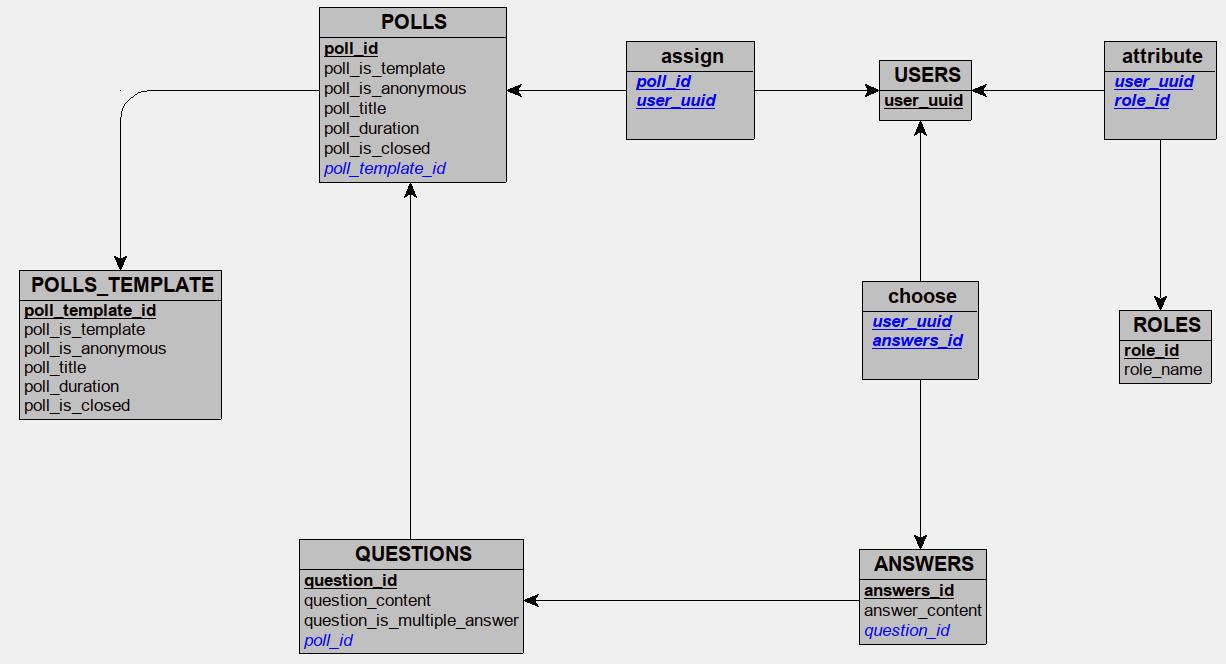 POLLS
poll_id
poll_is_template
poll_is_anonymous
poll_title
poll_duration
poll_is_closed
poll_template_id
assign
poll_id
user_uuid
USERS
user_uuid
attribute
user_uuid
role_id
POLLS_TEMPLATE
poll_template_id
poll_is_template
poll_is_anonymous
poll_title
poll_duration
poll_is_closed
choose
user_uuid
answers_id
ROLES
role_id
role_name
QUESTIONS
question_id
question_content
question_is_multiple_answer
poll_id
ANSWERS
answers_id
answer_content
question_id